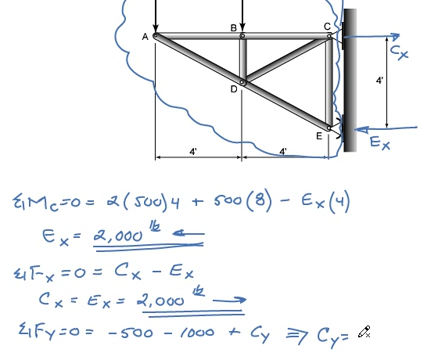 B
C
A
Cx
D
4'
E
Ex
4' 4'
ΣMc=0 = 2(500)4 + 500(8) - Ex(4)
Ex = 2,000 lb ←
ΣFx=0 = Cx - Ex
Cx = Ex = 2,000 lb →
ΣFy=0 = -500 - 1000 + Cy ⇒ Cy=